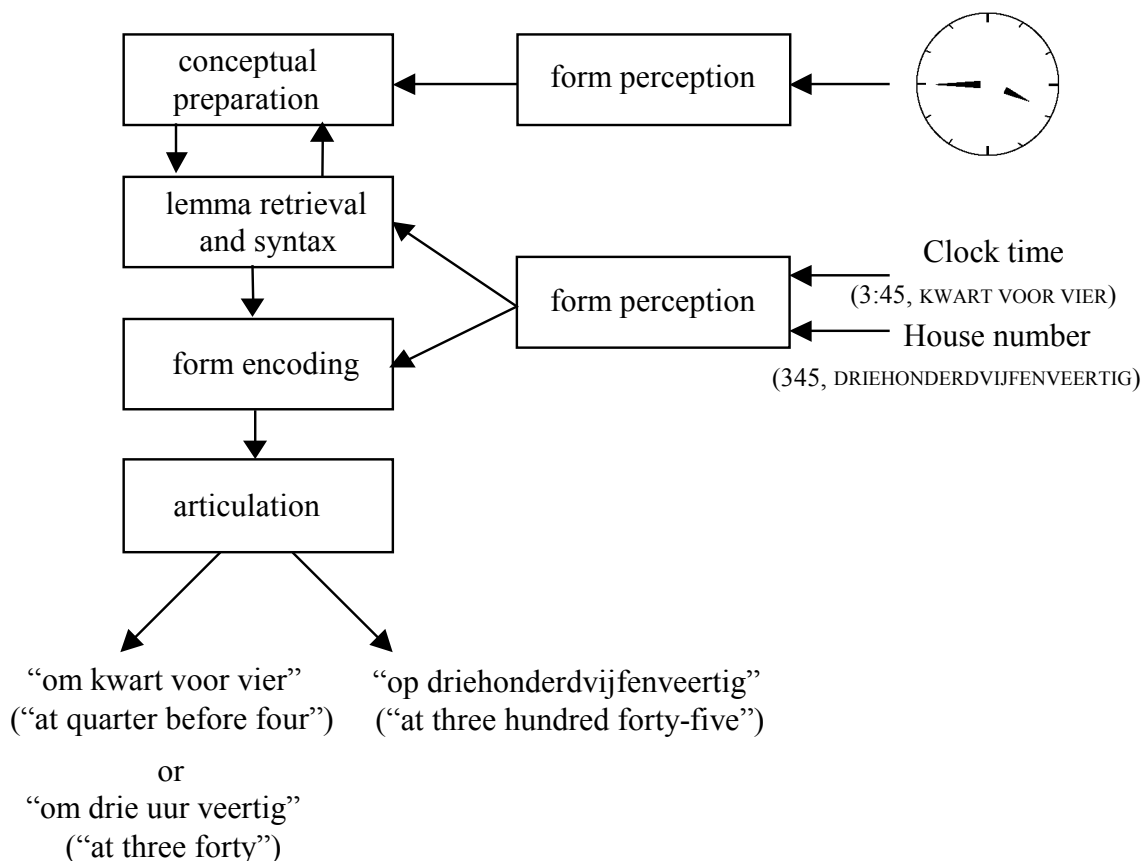 conceptual
preparation
form perception
lemma retrieval
and syntax
form perception
Clock time
(3:45, KWART VOOR VIER)
House number
(345, DRIEHONDERDVIJFENVEERTIG)
form encoding
articulation
“om kwart voor vier”
(“at quarter before four”)
or
“om drie uur veertig”
(“at three forty”)
“op driehonderdvijfenveertig”
(“at three hundred forty-five”)